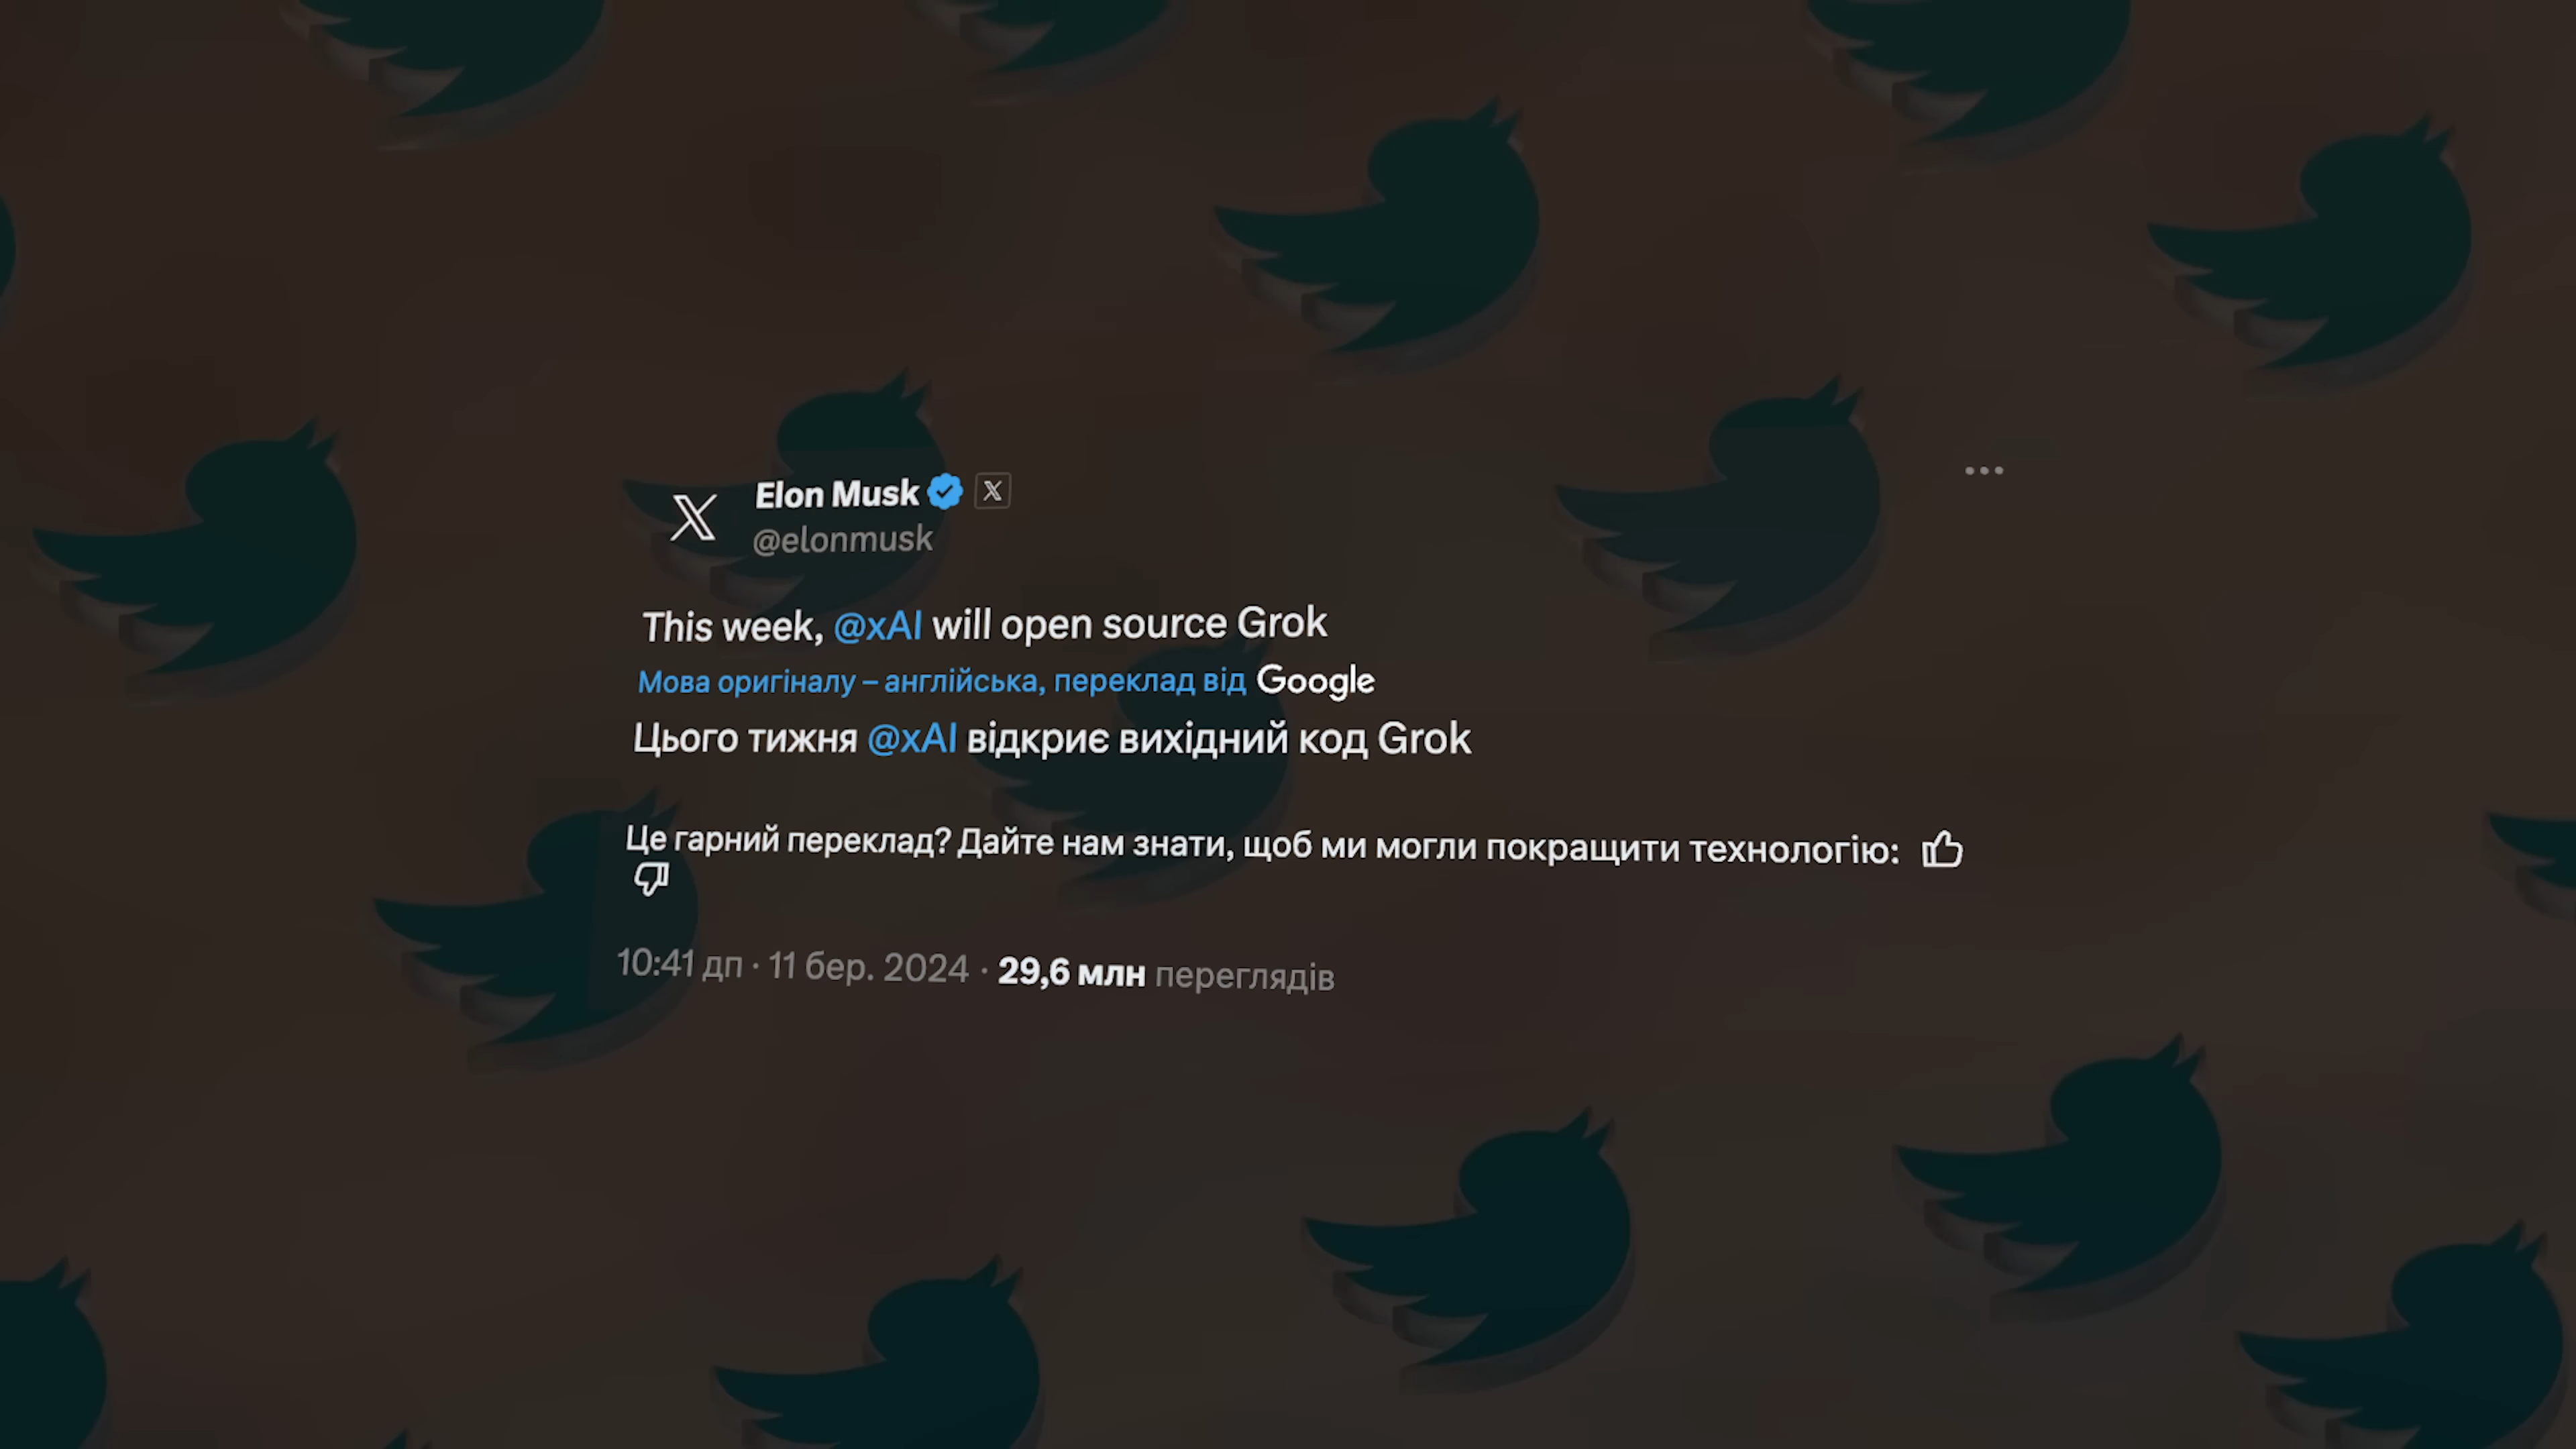 Elon Musk
@elonmusk
This week, @xAI will open source Grok
Мова оригіналу – англійська, переклад від Google
Цього тижня @xAI відкриє вихідний код Grok
Це гарний переклад? Дайте нам знати, щоб ми могли покращити технологію:
10:41 дп · 11 бер. 2024 · 29,6 млн переглядів